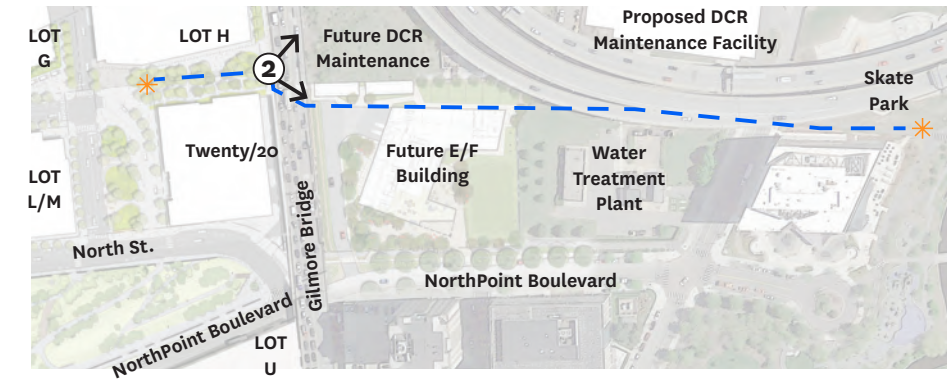 LOT
G
LOT H
2
Future DCR
Maintenance
Proposed DCR
Maintenance Facility
Skate
Park
Twenty/20
LOT
L/M
Future E/F
Building
Water
Treatment
Plant
North St.
Gilmore Bridge
NorthPoint Boulevard
NorthPoint Boulevard
LOT
U